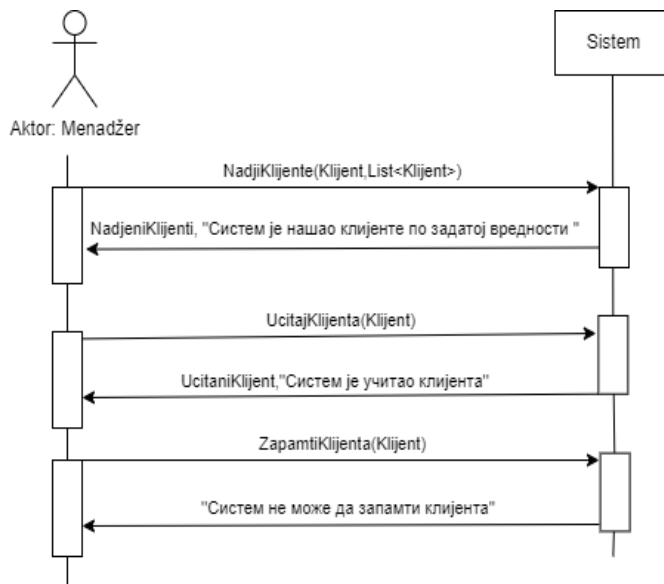 Sistem
Aktor: Menadžer
NadjiKlijente(Klijent,List<Klijent>)
NadjeniKlijenti, "Систем је нашао клијенте по задатој вредности "
UcitajKlijenta(Klijent)
UcitaniKlijent,"Систем је учитао клијента"
ZapamtiKlijenta(Klijent)
"Систем не може да запамти клијента"